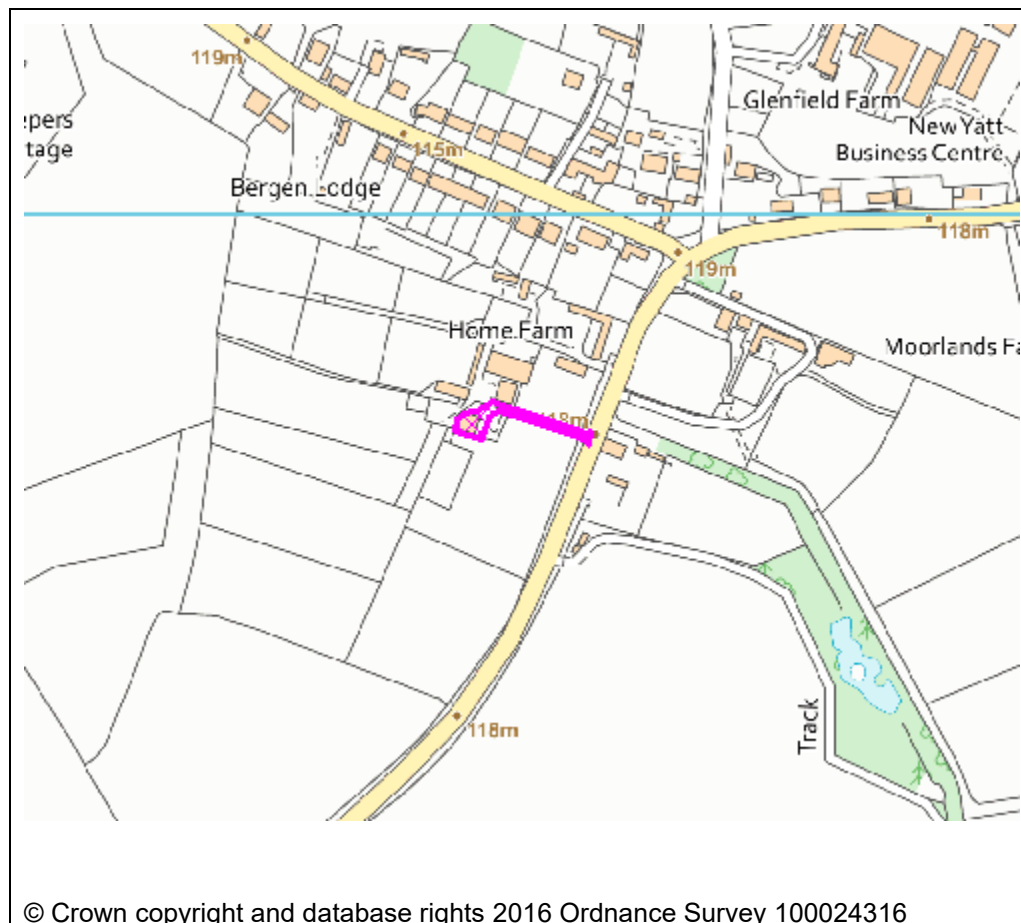 119m
Glenfield Farm
epers
tage
115m
New Yatt
Business Centre
Bergen Lodge
118m
119m
Home Farm
Moorlands Fa
118m
118m
Track
© Crown copyright and database rights 2016 Ordnance Survey 100024316